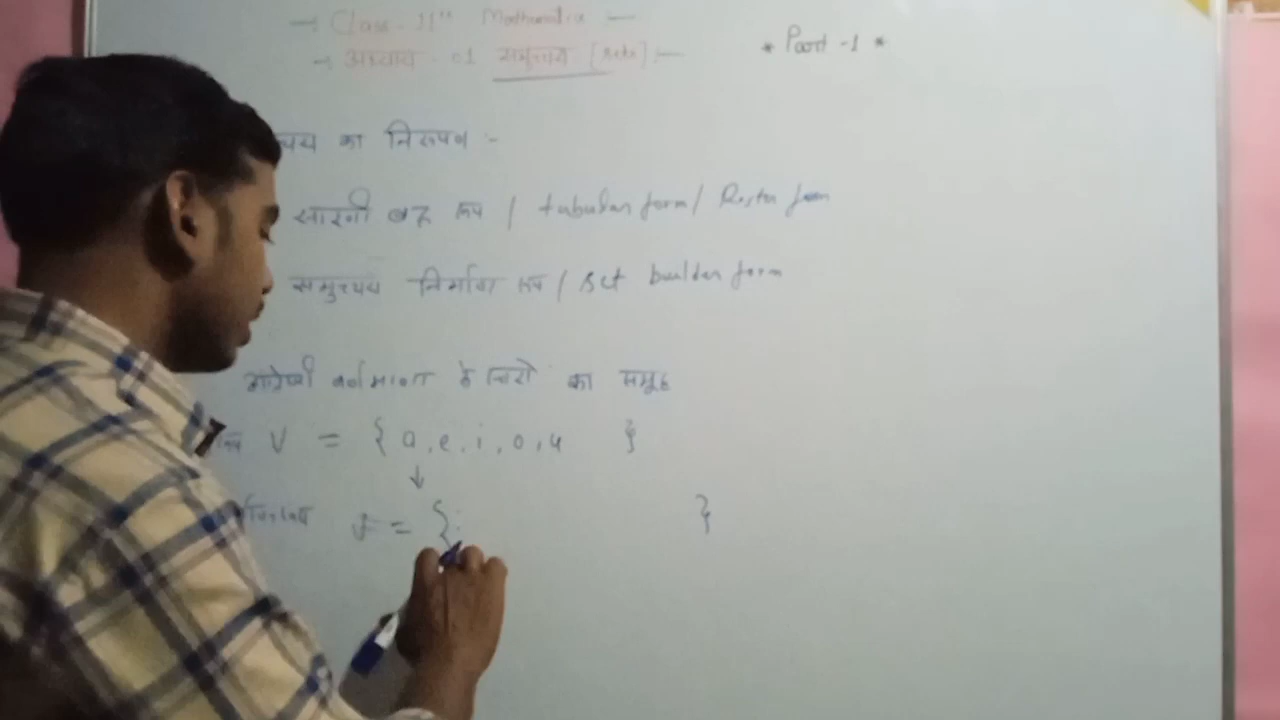 → Class - 11th Mathematics —
→ अध्याय - 01 समुच्चय [sets] :—
* Part - 1 *
च्चय का निरूपण :-
सारणी बद्ध रूप / tabular form / Roster form
समुच्चय निर्माण रूप / set builder form
अंग्रेजी वर्णमाला के स्वरों का समूह
रूप V = { a, e, i, o, u }
↓
V = { : }